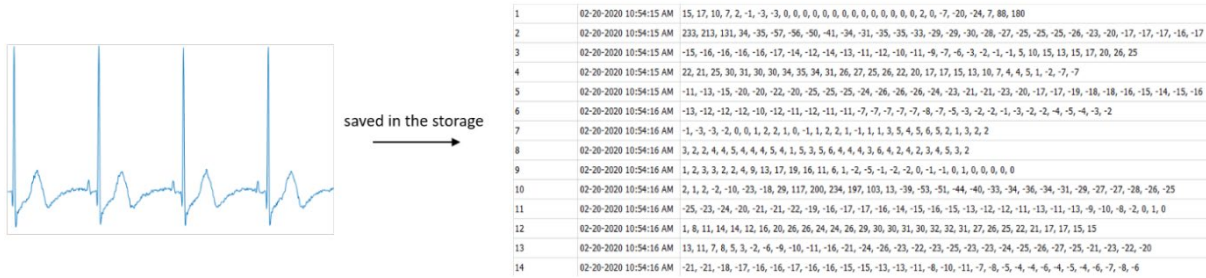 saved in the storage
1 02-20-2020 10:54:15 AM 15, 17, 10, 7, 2, -1, -3, -3, 0, 0, 0, 0, 0, 0, 0, 0, 0, 0, 0, 0, 0, 2, 0, -7, -20, -24, 7, 88, 180
2 02-20-2020 10:54:15 AM 233, 213, 131, 34, -35, -57, -56, -50, -41, -34, -31, -35, -35, -33, -29, -29, -30, -28, -27, -25, -25, -25, -26, -23, -20, -17, -17, -17, -16, -17
3 02-20-2020 10:54:15 AM -15, -16, -16, -16, -16, -17, -14, -12, -14, -13, -11, -12, -10, -11, -9, -7, -6, -3, -2, -1, -1, 5, 10, 15, 13, 15, 17, 20, 26, 25
4 02-20-2020 10:54:15 AM 22, 21, 25, 30, 31, 30, 30, 34, 35, 34, 31, 26, 27, 25, 26, 22, 20, 17, 17, 15, 13, 10, 7, 4, 4, 5, 1, -2, -7, -7
5 02-20-2020 10:54:15 AM -11, -13, -15, -20, -20, -22, -20, -25, -25, -25, -24, -26, -26, -26, -24, -23, -21, -21, -23, -20, -17, -17, -19, -18, -18, -16, -15, -14, -15, -16
6 02-20-2020 10:54:16 AM -13, -12, -12, -12, -10, -12, -11, -12, -11, -11, -7, -7, -7, -7, -7, -8, -7, -5, -3, -2, -2, -1, -3, -2, -2, -4, -5, -4, -3, -2
7 02-20-2020 10:54:16 AM -1, -3, -3, -2, 0, 0, 1, 2, 2, 1, 0, -1, 1, 2, 2, 1, -1, 1, 1, 3, 5, 4, 5, 6, 5, 2, 1, 3, 2, 2
8 02-20-2020 10:54:16 AM 3, 2, 2, 4, 4, 5, 4, 4, 4, 5, 4, 1, 5, 3, 5, 6, 4, 4, 4, 3, 6, 4, 2, 4, 2, 3, 4, 5, 3, 2
9 02-20-2020 10:54:16 AM 1, 2, 3, 3, 2, 2, 4, 9, 13, 17, 19, 16, 11, 6, 1, -2, -5, -1, -2, -2, 0, -1, -1, 0, 1, 0, 0, 0, 0, 0
10 02-20-2020 10:54:16 AM 2, 1, 2, -2, -10, -23, -18, 29, 117, 200, 234, 197, 103, 13, -39, -53, -51, -44, -40, -33, -34, -36, -34, -31, -29, -27, -27, -28, -26, -25
11 02-20-2020 10:54:16 AM -25, -23, -24, -20, -21, -21, -22, -19, -16, -17, -17, -16, -14, -15, -16, -15, -13, -12, -12, -11, -13, -11, -13, -9, -10, -8, -2, 0, 1, 0
12 02-20-2020 10:54:16 AM 1, 8, 11, 14, 14, 12, 16, 20, 26, 26, 24, 24, 26, 29, 30, 30, 31, 30, 32, 32, 31, 27, 26, 25, 22, 21, 17, 17, 15, 15
13 02-20-2020 10:54:16 AM 13, 11, 7, 8, 5, 3, -2, -6, -9, -10, -11, -16, -21, -24, -26, -23, -22, -23, -25, -23, -23, -24, -25, -26, -27, -25, -21, -23, -22, -20
14 02-20-2020 10:54:16 AM -21, -21, -18, -17, -16, -16, -17, -16, -16, -15, -15, -13, -13, -11, -8, -10, -11, -7, -8, -5, -4, -4, -6, -4, -5, -4, -6, -7, -8, -6